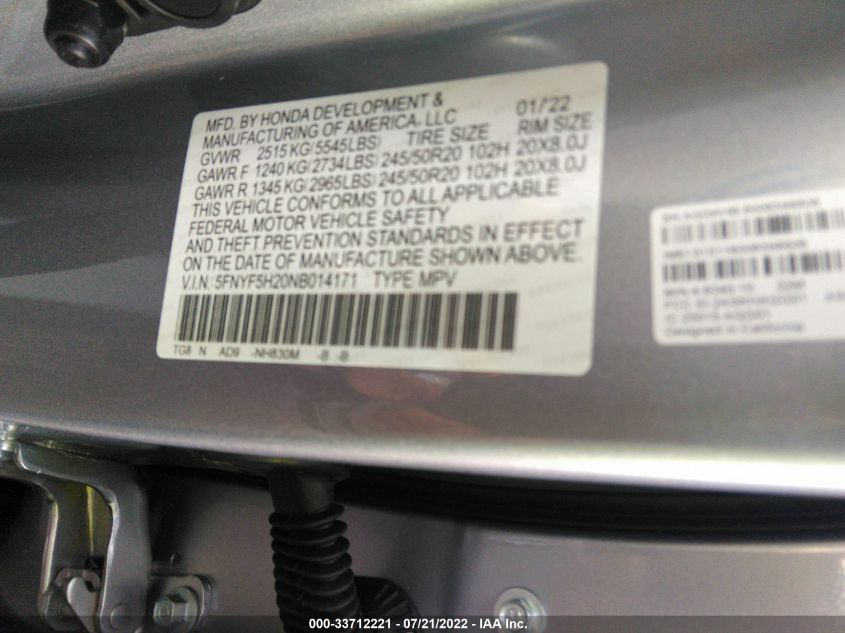 MFD. BY HONDA DEVELOPMENT & 01/22
MANUFACTURING OF AMERICA, LLC
GVWR 2515 KG(5545LBS) TIRE SIZE RIM SIZE
GAWR F 1240 KG(2734LBS) 245/50R20 102H 20X8.0J
GAWR R 1345 KG(2965LBS) 245/50R20 102H 20X8.0J
THIS VEHICLE CONFORMS TO ALL APPLICABLE
FEDERAL MOTOR VEHICLE SAFETY
AND THEFT PREVENTION STANDARDS IN EFFECT
ON THE DATE OF MANUFACTURE SHOWN ABOVE.
V.I.N. 5FNYF5H20NB014171 TYPE MPV
TG8 N AD9 -NH830M -B -B
Designed in California
000-33712221 - 07/21/2022 - IAA Inc.